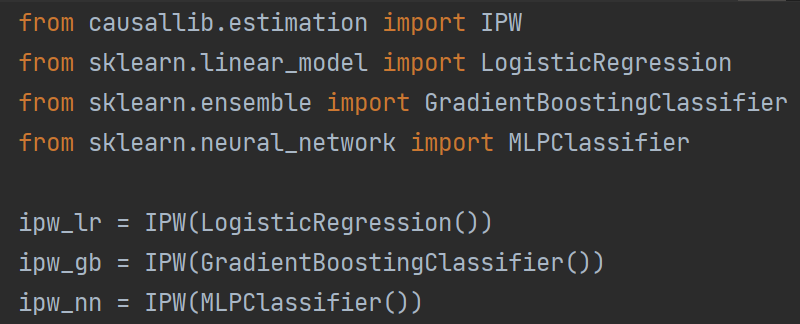 from causallib.estimation import IPW
from sklearn.linear_model import LogisticRegression
from sklearn.ensemble import GradientBoostingClassifier
from sklearn.neural_network import MLPClassifier
ipw_lr = IPW(LogisticRegression())
ipw_gb = IPW(GradientBoostingClassifier())
ipw_nn = IPW(MLPClassifier())